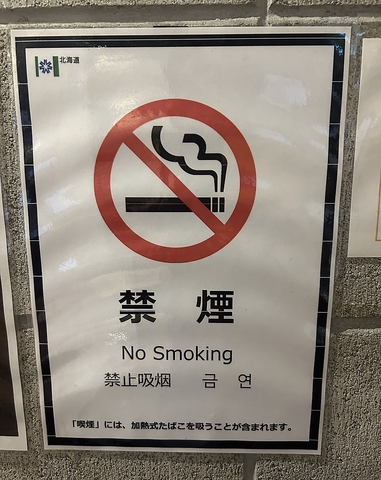 北海道
禁 煙
No Smoking
禁止吸烟 금 연
「喫煙」には、加熱式たばこを吸うことが含まれます。